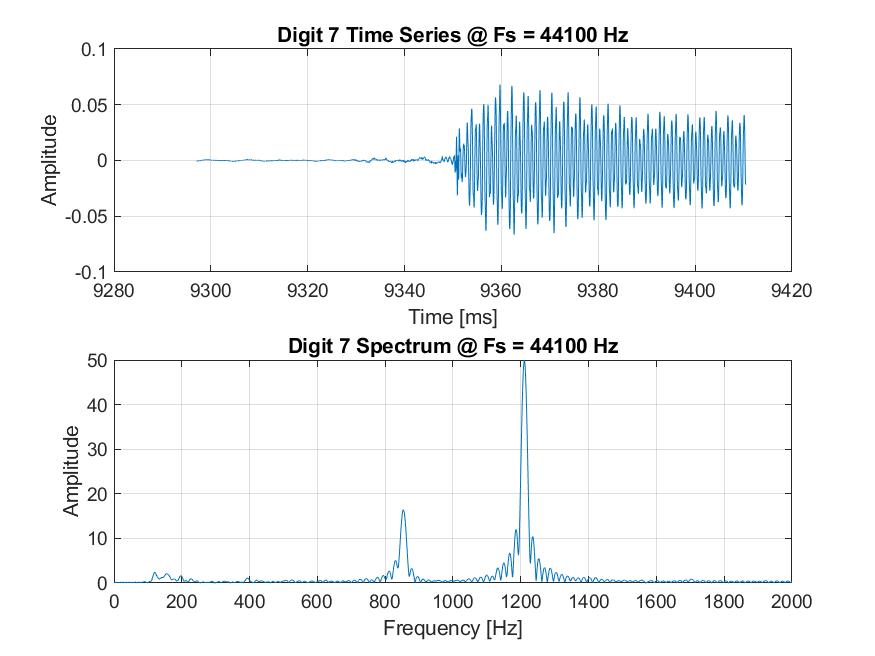 Digit 7 Time Series @ Fs = 44100 Hz
0.1
0.05
0
-0.05
-0.1
Amplitude
9280 9300 9320 9340 9360 9380 9400 9420
Time [ms]
Digit 7 Spectrum @ Fs = 44100 Hz
50
40
30
20
10
0
Amplitude
0 200 400 600 800 1000 1200 1400 1600 1800 2000
Frequency [Hz]